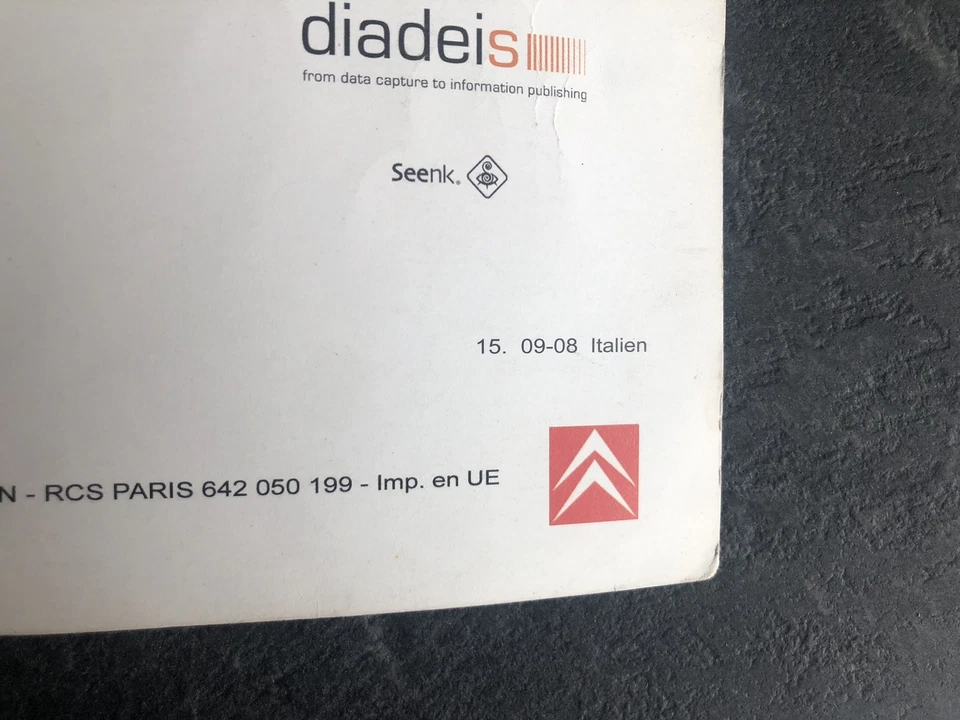 diadeis
from data capture to information publishing
Seenk.
15. 09-08 Italien
N - RCS PARIS 642 050 199 - Imp. en UE